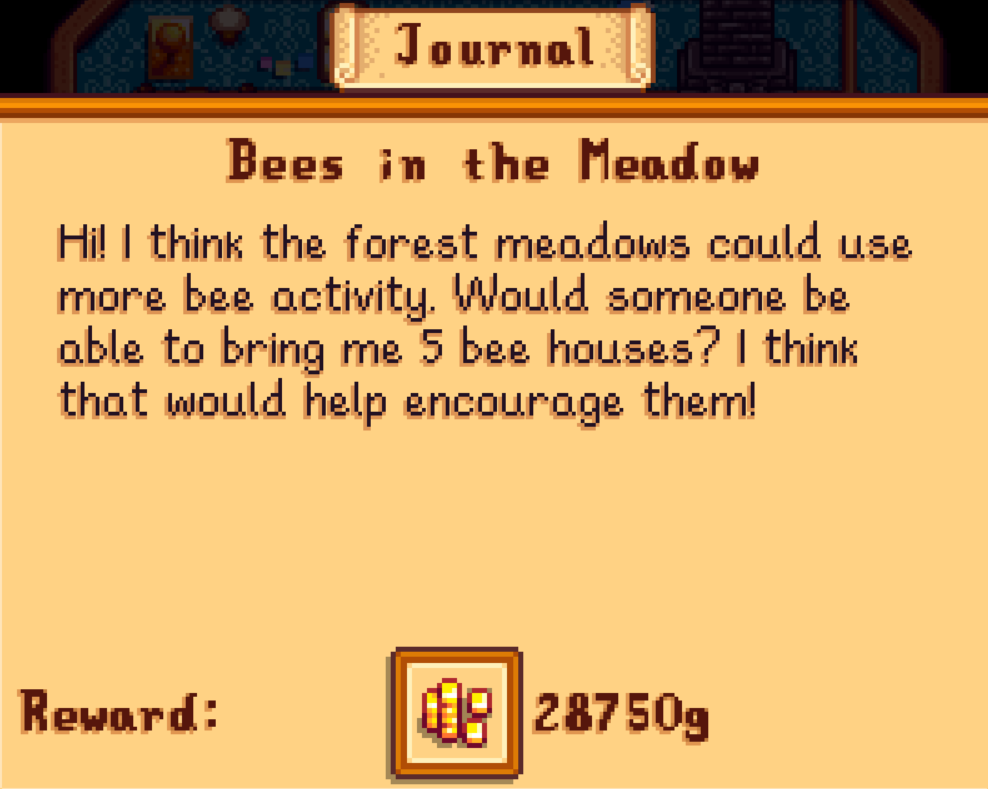 Journal
Bees in the Meadow
Hi! I think the forest meadows could use
more bee activity. Would someone be
able to bring me 5 bee houses? I think
that would help encourage them!
Reward: 28750g